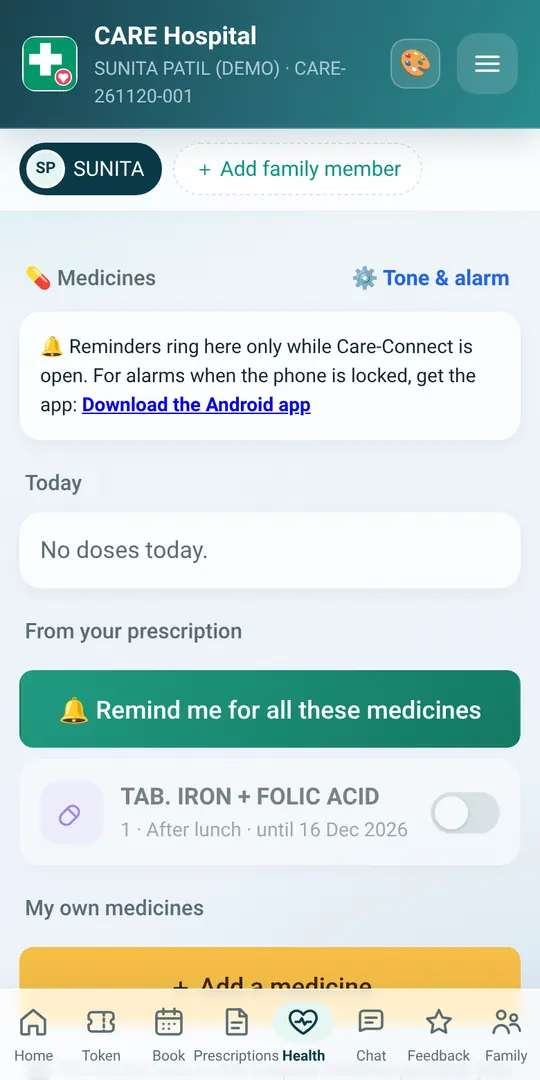 CARE Hospital
SUNITA PATIL (DEMO) · CARE-
261120-001
SP SUNITA
+ Add family member
Medicines
Tone & alarm
Reminders ring here only while Care-Connect is
open. For alarms when the phone is locked, get the
app: Download the Android app
Today
No doses today.
From your prescription
Remind me for all these medicines
TAB. IRON + FOLIC ACID
1 · After lunch · until 16 Dec 2026
My own medicines
+ Add a medicine
Home
Token
Book
Prescriptions
Health
Chat
Feedback
Family